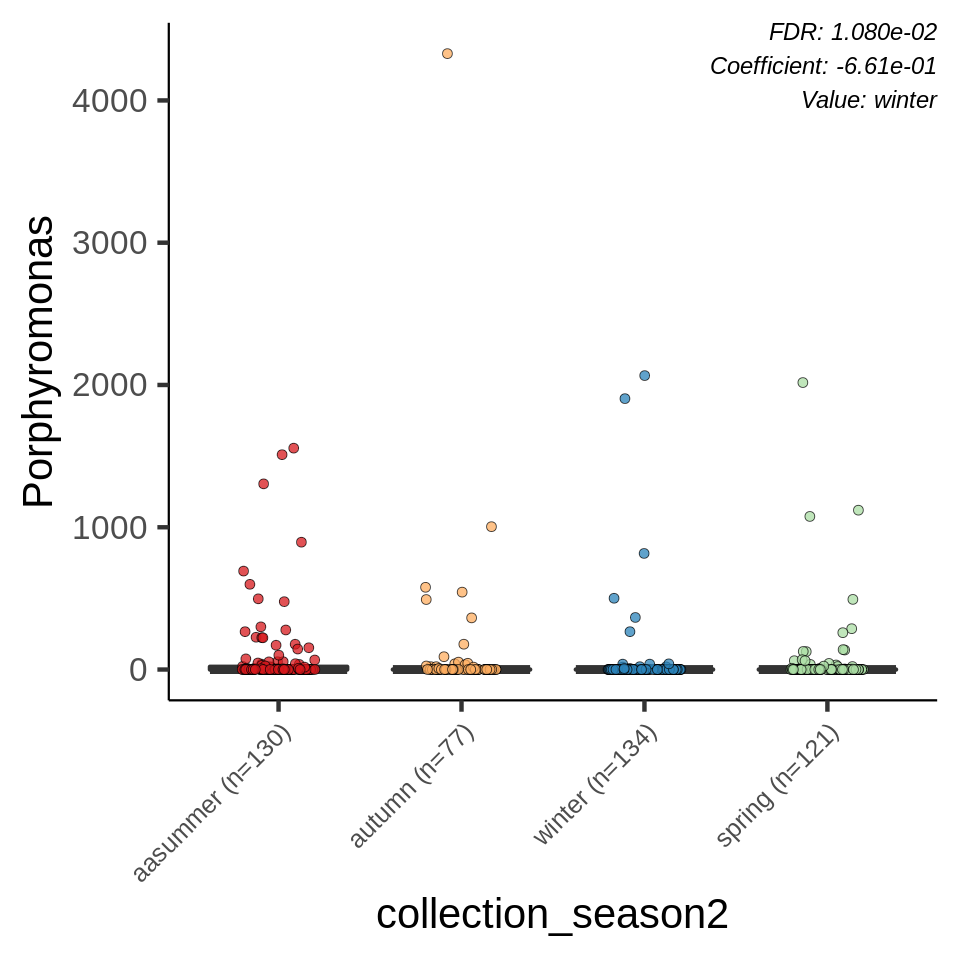 FDR: 1.080e-02
Coefficient: -6.61e-01
Value: winter
Porphyromonas
4000
3000
2000
1000
0
aasummer (n=130)
autumn (n=77)
winter (n=134)
spring (n=121)
collection_season2